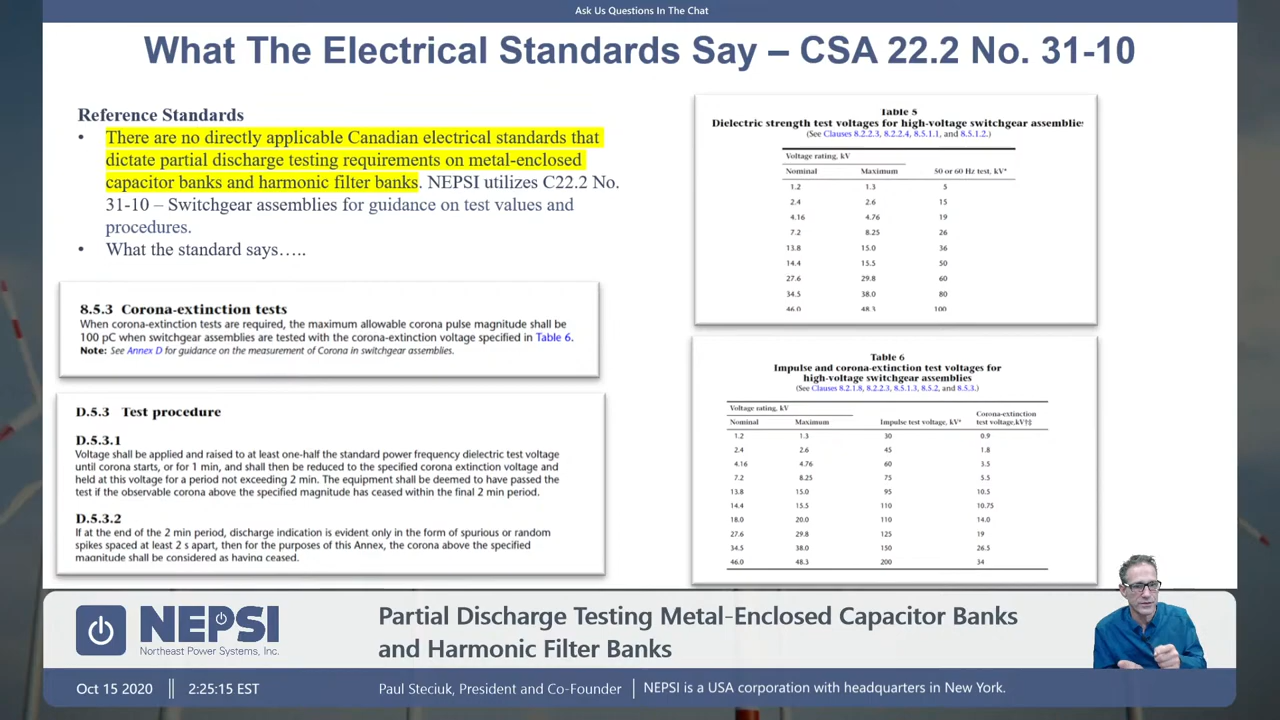 Ask Us Questions In The Chat
What The Electrical Standards Say – CSA 22.2 No. 31-10
Reference Standards
• There are no directly applicable Canadian electrical standards that
dictate partial discharge testing requirements on metal-enclosed
capacitor banks and harmonic filter banks. NEPSI utilizes C22.2 No.
31-10 – Switchgear assemblies for guidance on test values and
procedures.
• What the standard says…..
8.5.3 Corona-extinction tests
When corona-extinction tests are required, the maximum allowable corona pulse magnitude shall be
100 pC when switchgear assemblies are tested with the corona-extinction voltage specified in Table 6.
Note: See Annex D for guidance on the measurement of Corona in switchgear assemblies.
D.5.3 Test procedure
D.5.3.1
Voltage shall be applied and raised to at least one-half the standard power frequency dielectric test voltage
until corona starts, or for 1 min, and shall then be reduced to the specified corona extinction voltage and
held at this voltage for a period not exceeding 2 min. The equipment shall be deemed to have passed the
test if the observable corona above the specified magnitude has ceased within the final 2 min period.
D.5.3.2
If at the end of the 2 min period, discharge indication is evident only in the form of spurious or random
spikes spaced at least 2 s apart, then for the purposes of this Annex, the corona above the specified
magnitude shall be considered as having ceased.
Table 5
Dielectric strength test voltages for high-voltage switchgear assemblies
(See Clauses 8.2.2.3, 8.2.2.4, 8.5.1.1, and 8.5.1.2.)
Voltage rating, kV
Nominal Maximum 50 or 60 Hz test, kV*
1.2 1.3 5
2.4 2.6 15
4.16 4.76 19
7.2 8.25 26
13.8 15.0 36
14.4 15.5 50
27.6 29.8 60
34.5 38.0 80
46.0 48.3 100
Table 6
Impulse and corona-extinction test voltages for
high-voltage switchgear assemblies
(See Clauses 8.2.1.8, 8.2.2.3, 8.5.1.3, 8.5.2, and 8.5.3.)
Voltage rating, kV
Corona-extinction
Nominal Maximum Impulse test voltage, kV* test voltage,kV†‡
1.2 1.3 30 0.9
2.4 2.6 45 1.8
4.16 4.76 60 3.5
7.2 8.25 75 5.5
13.8 15.0 95 10.5
14.4 15.5 110 10.75
18.0 20.0 110 14.0
27.6 29.8 125 19
34.5 38.0 150 26.5
46.0 48.3 200 34
NEPSI
Northeast Power Systems, Inc.
Partial Discharge Testing Metal-Enclosed Capacitor Banks
and Harmonic Filter Banks
Oct 15 2020 2:25:15 EST Paul Steciuk, President and Co-Founder NEPSI is a USA corporation with headquarters in New York.